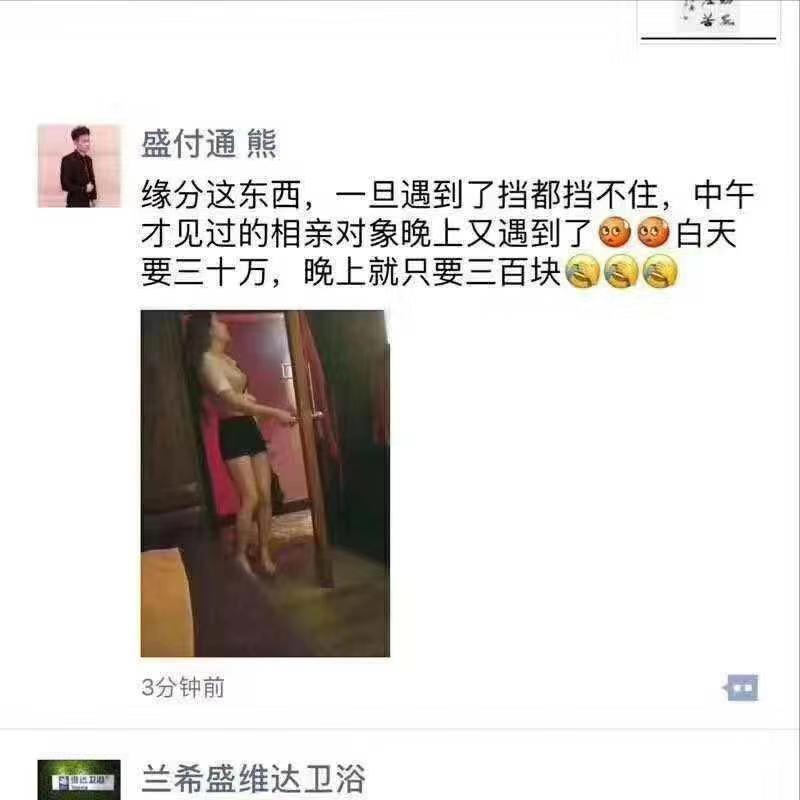 盛付通 熊
缘分这东西，一旦遇到了挡都挡不住，中午
才见过的相亲对象晚上又遇到了白天
要三十万，晚上就只要三百块
3分钟前
兰希盛维达卫浴